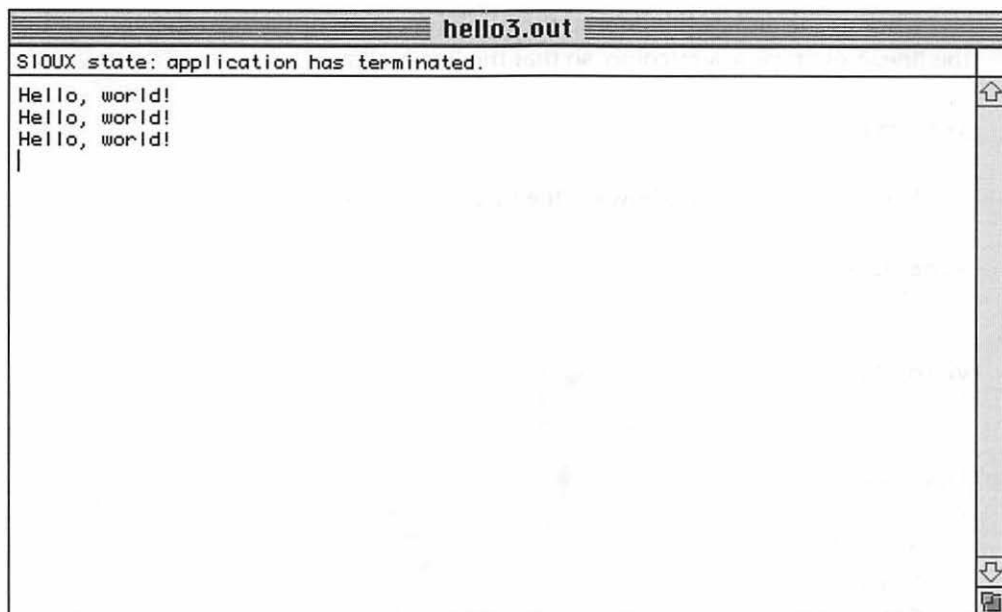 hello3.out
SIOUX state: application has terminated.
Hello, world!
Hello, world!
Hello, world!